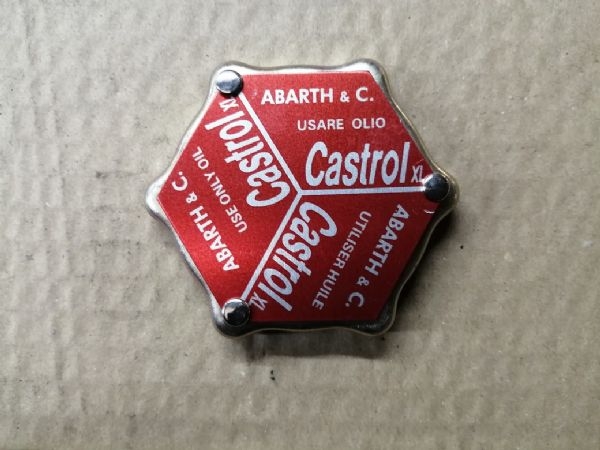 ABARTH & C.
USARE OLIO
Castrol XL
ABARTH & C.
UTILISER HUILE
Castrol XL
ABARTH & C.
USE ONLY OIL
Castrol XL